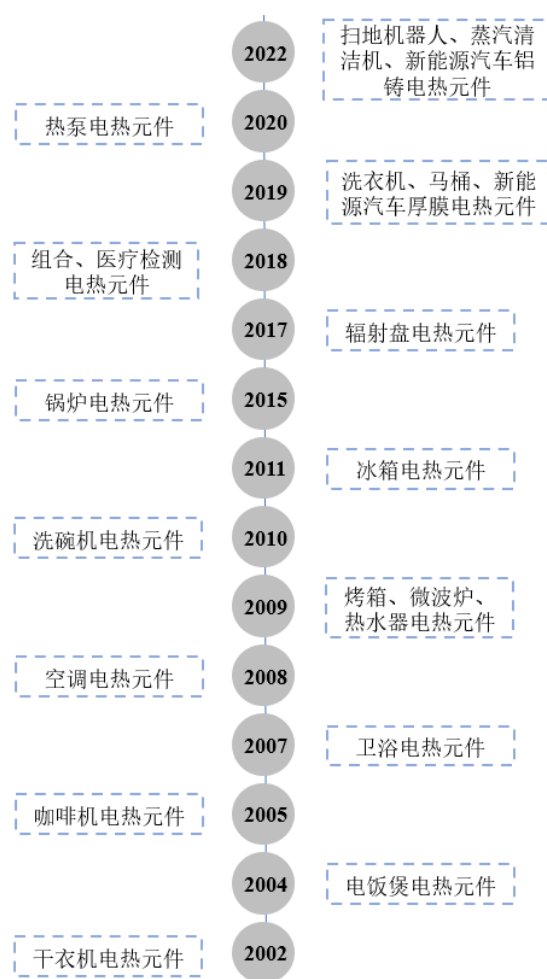 2022
扫地机器人、蒸汽清
洁机、新能源汽车铝
铸电热元件
2020
热泵电热元件
2019
洗衣机、马桶、新能
源汽车厚膜电热元件
2018
组合、医疗检测
电热元件
2017
辐射盘电热元件
2015
锅炉电热元件
2011
冰箱电热元件
2010
洗碗机电热元件
2009
烤箱、微波炉、
热水器电热元件
2008
空调电热元件
2007
卫浴电热元件
2005
咖啡机电热元件
2004
电饭煲电热元件
2002
干衣机电热元件